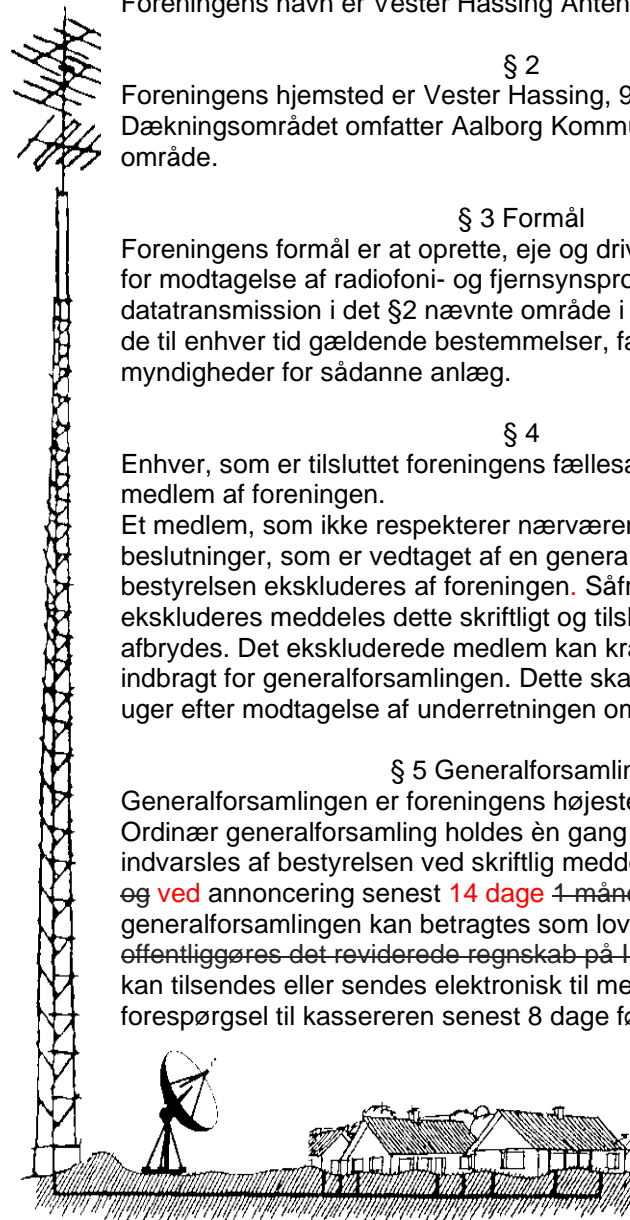 Foreningens navn er Vester Hassing Anten
§ 2
Foreningens hjemsted er Vester Hassing, 9
Dækningsområdet omfatter Aalborg Kommu
område.
§ 3 Formål
Foreningens formål er at oprette, eje og driv
for modtagelse af radiofoni- og fjernsynspro
datatransmission i det §2 nævnte område i
de til enhver tid gældende bestemmelser, fa
myndigheder for sådanne anlæg.
§ 4
Enhver, som er tilsluttet foreningens fællesa
medlem af foreningen.
Et medlem, som ikke respekterer nærværen
beslutninger, som er vedtaget af en genera
bestyrelsen ekskluderes af foreningen. Såfr
ekskluderes meddeles dette skriftligt og tilsl
afbrydes. Det ekskluderede medlem kan kra
indbragt for generalforsamlingen. Dette ska
uger efter modtagelse af underretningen om
§ 5 Generalforsamlin
Generalforsamlingen er foreningens højeste
Ordinær generalforsamling holdes èn gang
indvarsles af bestyrelsen ved skriftlig medde
og ved annoncering senest 14 dage 1 måne
generalforsamlingen kan betragtes som lov
offentliggøres det reviderede regnskab på I
kan tilsendes eller sendes elektronisk til me
forespørgsel til kassereren senest 8 dage fø